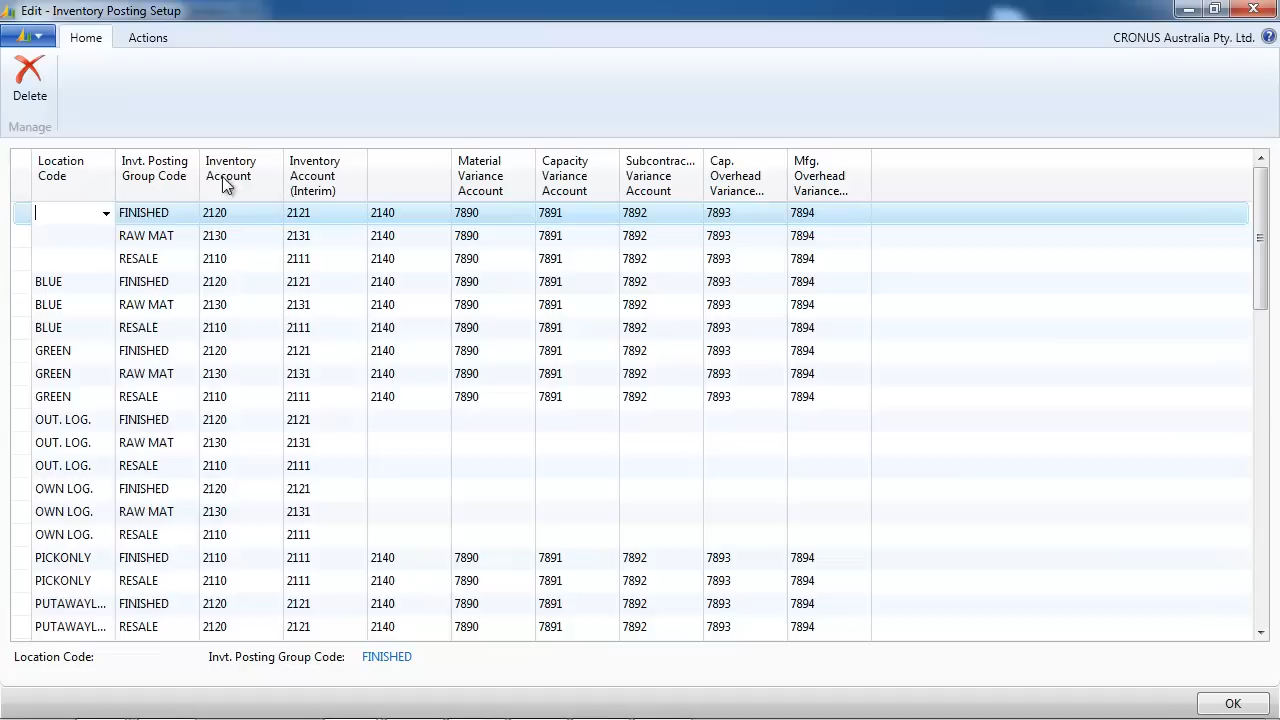 Edit - Inventory Posting Setup
Home Actions CRONUS Australia Pty. Ltd.
Delete
Manage
Location Code Invt. Posting Group Code Inventory Account Inventory Account (Interim) Material Variance Account Capacity Variance Account Subcontrac... Variance Account Cap. Overhead Variance... Mfg. Overhead Variance...
FINISHED 2120 2121 2140 7890 7891 7892 7893 7894
RAW MAT 2130 2131 2140 7890 7891 7892 7893 7894
RESALE 2110 2111 2140 7890 7891 7892 7893 7894
BLUE FINISHED 2120 2121 2140 7890 7891 7892 7893 7894
BLUE RAW MAT 2130 2131 2140 7890 7891 7892 7893 7894
BLUE RESALE 2110 2111 2140 7890 7891 7892 7893 7894
GREEN FINISHED 2120 2121 2140 7890 7891 7892 7893 7894
GREEN RAW MAT 2130 2131 2140 7890 7891 7892 7893 7894
GREEN RESALE 2110 2111 2140 7890 7891 7892 7893 7894
OUT. LOG. FINISHED 2120 2121
OUT. LOG. RAW MAT 2130 2131
OUT. LOG. RESALE 2110 2111
OWN LOG. FINISHED 2120 2121
OWN LOG. RAW MAT 2130 2131
OWN LOG. RESALE 2110 2111
PICKONLY FINISHED 2110 2111 2140 7890 7891 7892 7893 7894
PICKONLY RESALE 2110 2111 2140 7890 7891 7892 7893 7894
PUTAWAYL... FINISHED 2120 2121 2140 7890 7891 7892 7893 7894
PUTAWAYL... RESALE 2120 2121 2140 7890 7891 7892 7893 7894
Location Code: Invt. Posting Group Code: FINISHED
OK